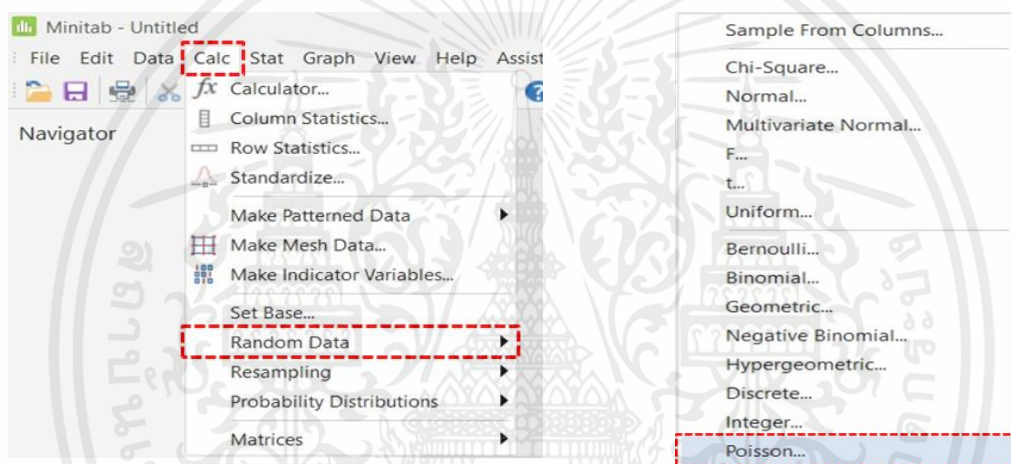 Minitab - Untitled
File Edit Data Calc Stat Graph View Help Assist
fx Calculator...
Column Statistics...
Navigator
Row Statistics...
Standardize...
Make Patterned Data
Make Mesh Data...
Make Indicator Variables...
Set Base...
Random Data
Resampling
Probability Distributions
Matrices
Sample From Columns...
Chi-Square...
Normal...
Multivariate Normal...
F...
t...
Uniform...
Bernoulli...
Binomial...
Geometric...
Negative Binomial...
Hypergeometric...
Discrete...
Integer...
Poisson...